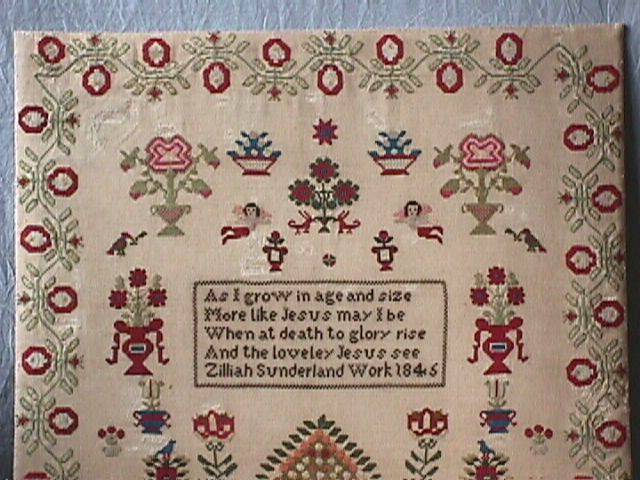 As I grow in age and size
More like Jesus may I be
When at death to glory rise
And the loveley Jesus see
Zilliah Sunderland Work 1846